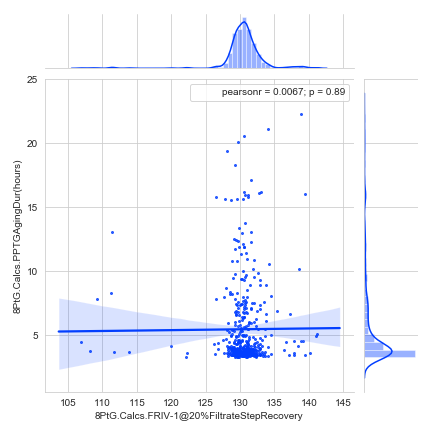 pearsonr = 0.0067; p = 0.89
25
20
15
10
5
8PtG.Calcs.PPTGAgingDur(hours)
105 110 115 120 125 130 135 140 145
8PtG.Calcs.FRIV-1@20%FiltrateStepRecovery